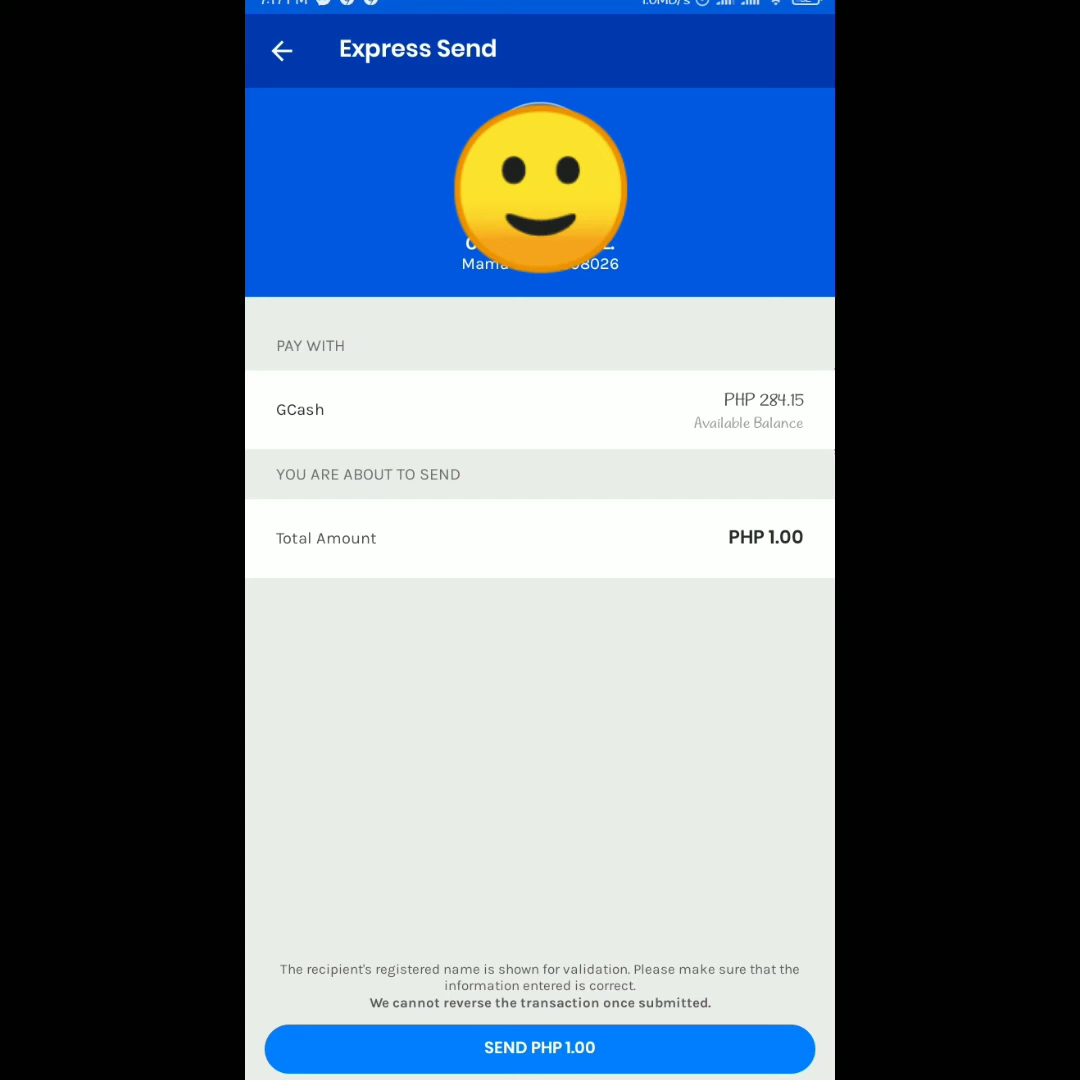 Express Send
PAY WITH
GCash
PHP 284.15
Available Balance
YOU ARE ABOUT TO SEND
Total Amount
PHP 1.00
The recipient's registered name is shown for validation. Please make sure that the
information entered is correct.
We cannot reverse the transaction once submitted.
SEND PHP 1.00